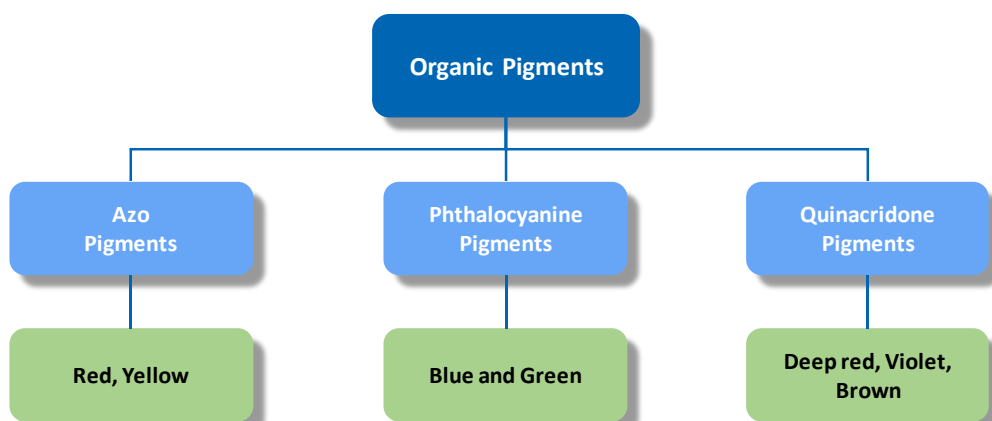 Organic Pigments
Azo
Pigments
Phthalocyanine
Pigments
Quinacridone
Pigments
Red, Yellow
Blue and Green
Deep red, Violet,
Brown